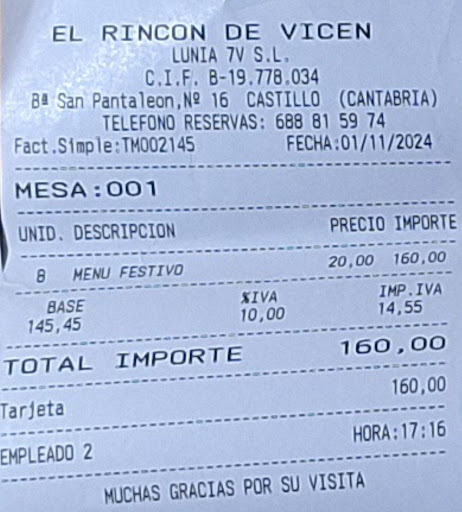 EL RINCON DE VICEN
LUNIA 7V S.L.
C.I.F. B-19.778.034
Bª San Pantaleon,Nº 16 CASTILLO (CANTABRIA)
TELEFONO RESERVAS: 688 81 59 74
Fact.Simple:TM002145 FECHA:01/11/2024
MESA:001
UNID. DESCRIPCION PRECIO IMPORTE
8 MENU FESTIVO 20,00 160,00
BASE %IVA IMP.IVA
145,45 10,00 14,55
TOTAL IMPORTE 160,00
Tarjeta 160,00
EMPLEADO 2 HORA:17:16
MUCHAS GRACIAS POR SU VISITA